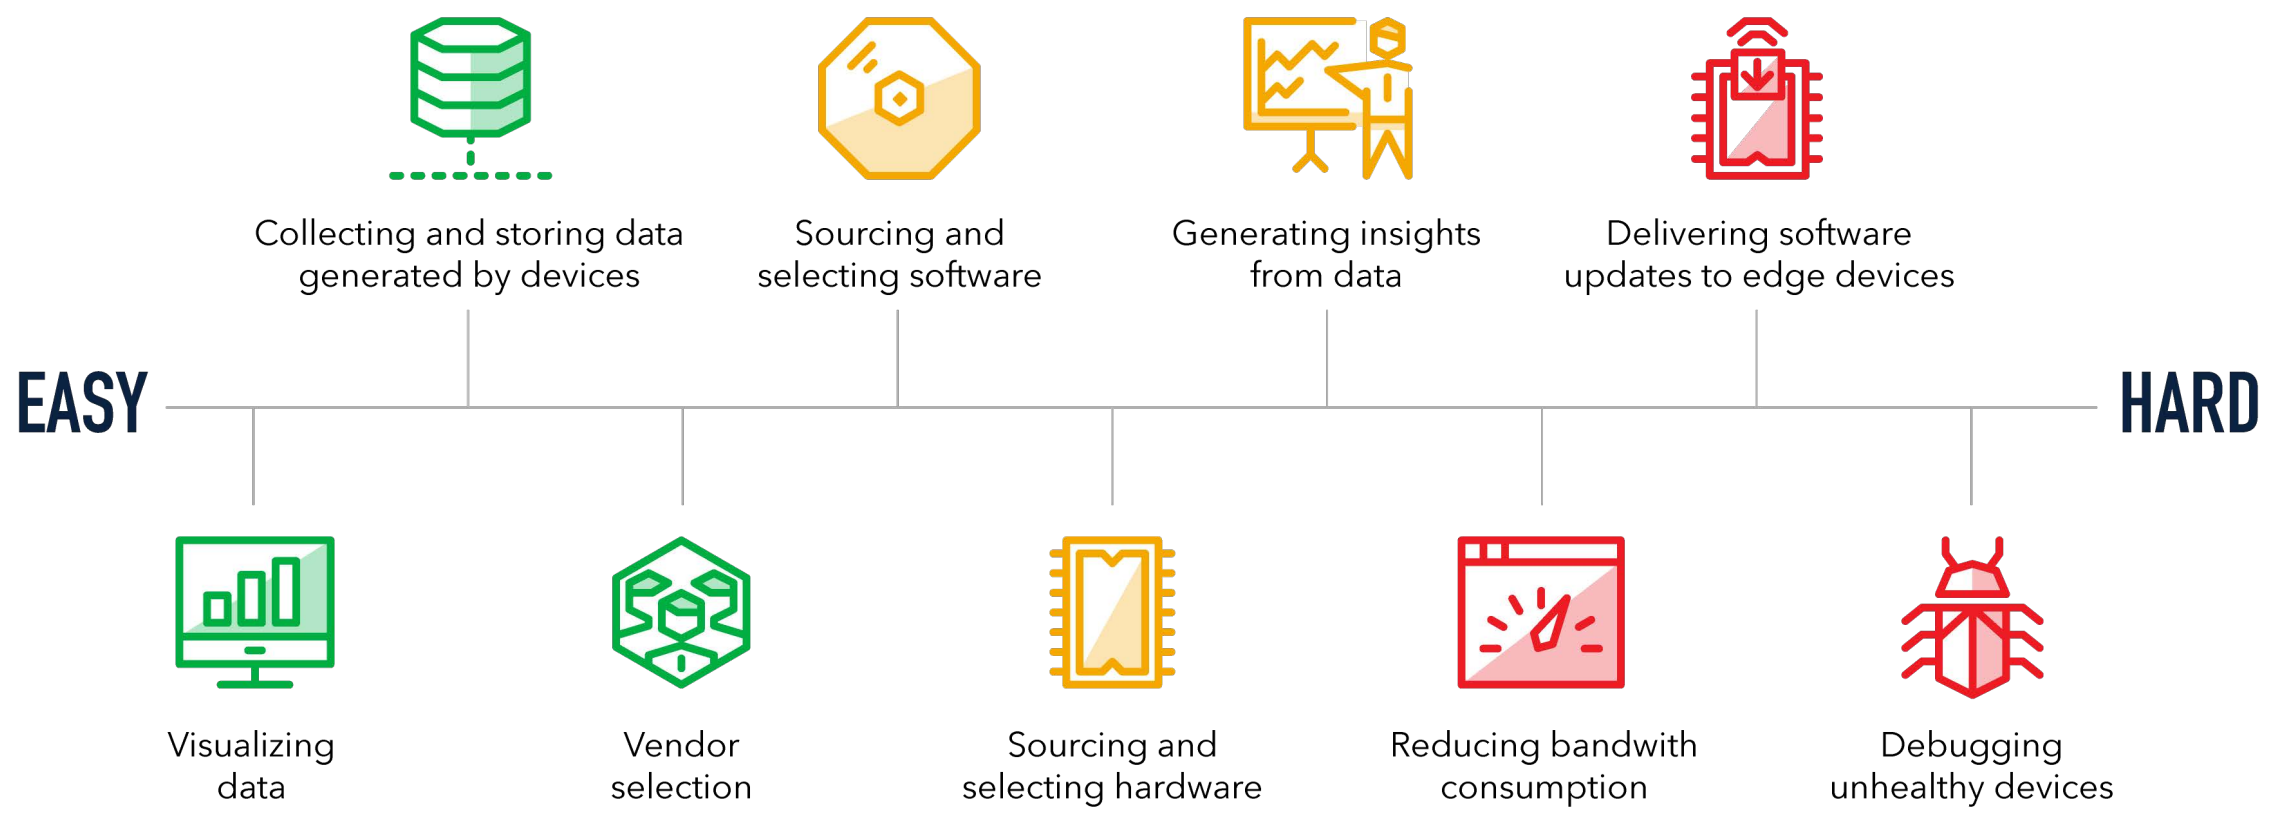 Collecting and storing data
generated by devices
Sourcing and
selecting software
Generating insights
from data
Delivering software
updates to edge devices
EASY
HARD
Visualizing
data
Vendor
selection
Sourcing and
selecting hardware
Reducing bandwith
consumption
Debugging
unhealthy devices